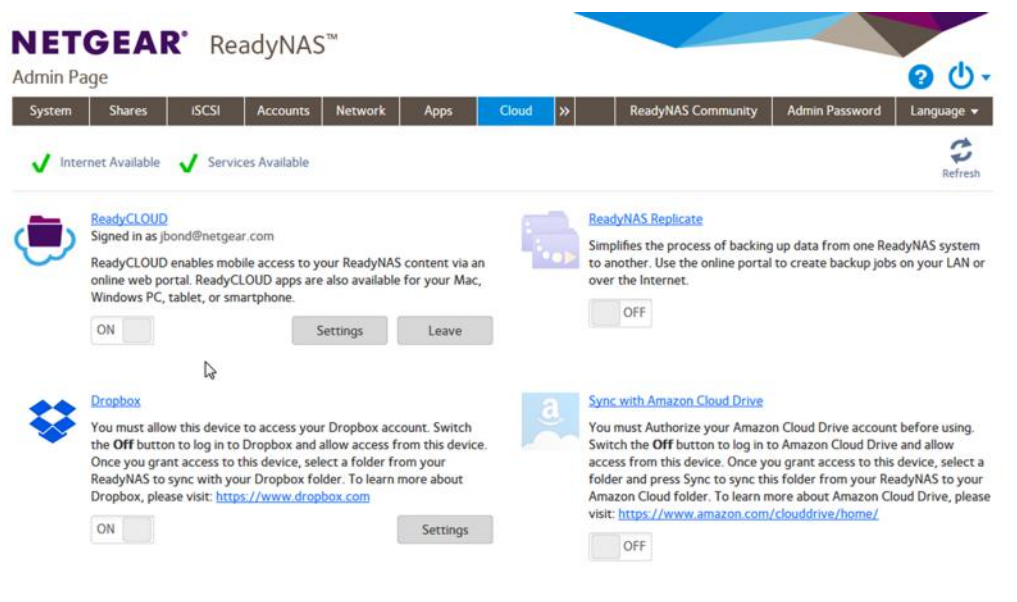 NETGEAR® ReadyNAS™
Admin Page
System Shares iSCSI Accounts Network Apps Cloud » ReadyNAS Community Admin Password Language
Internet Available Services Available
Refresh
ReadyCLOUD
Signed in as jbond@netgear.com
ReadyCLOUD enables mobile access to your ReadyNAS content via an
online web portal. ReadyCLOUD apps are also available for your Mac,
Windows PC, tablet, or smartphone.
ON Settings Leave
ReadyNAS Replicate
Simplifies the process of backing up data from one ReadyNAS system
to another. Use the online portal to create backup jobs on your LAN or
over the Internet.
OFF
Dropbox
You must allow this device to access your Dropbox account. Switch
the Off button to log in to Dropbox and allow access from this device.
Once you grant access to this device, select a folder from your
ReadyNAS to sync with your Dropbox folder. To learn more about
Dropbox, please visit: https://www.dropbox.com
ON Settings
Sync with Amazon Cloud Drive
You must Authorize your Amazon Cloud Drive account before using.
Switch the Off button to log in to Amazon Cloud Drive and allow
access from this device. Once you grant access to this device, select a
folder and press Sync to sync this folder from your ReadyNAS to your
Amazon Cloud folder. To learn more about Amazon Cloud Drive, please
visit: https://www.amazon.com/clouddrive/home/
OFF